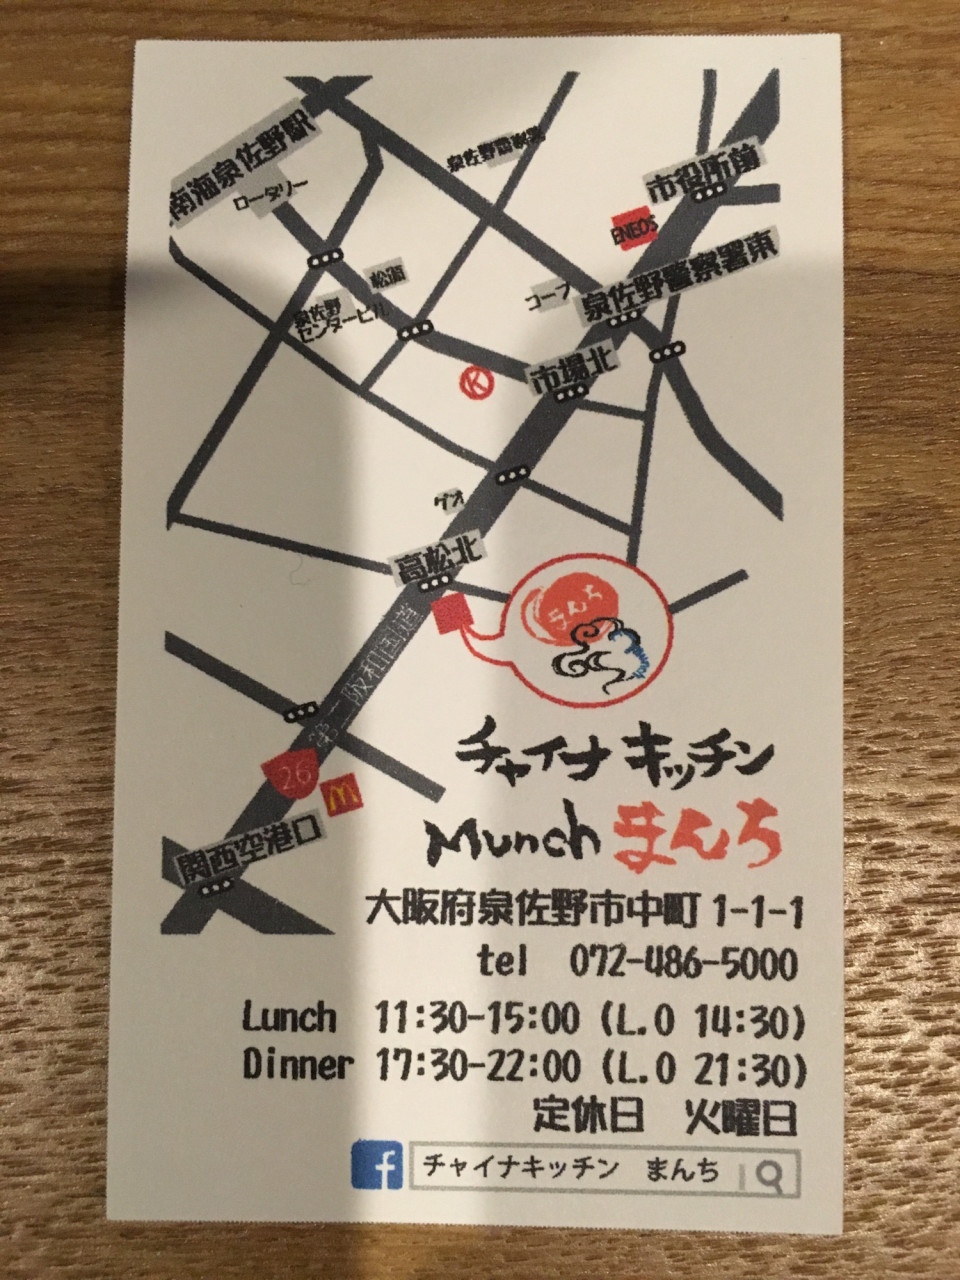 南海泉佐野駅
ロータリー
泉佐野警察署
市役所前
ENEOS
松源
泉佐野
センタービル
コープ
泉佐野警察署東
市場北
K
ゲオ
高松北
まんち
第二阪和国道
26
M
関西空港口
チャイナ キッチン
Munch まんち
大阪府泉佐野市中町 1-1-1
tel 072-486-5000
Lunch 11:30-15:00 (L.O 14:30)
Dinner 17:30-22:00 (L.O 21:30)
定休日 火曜日
f チャイナキッチン まんち